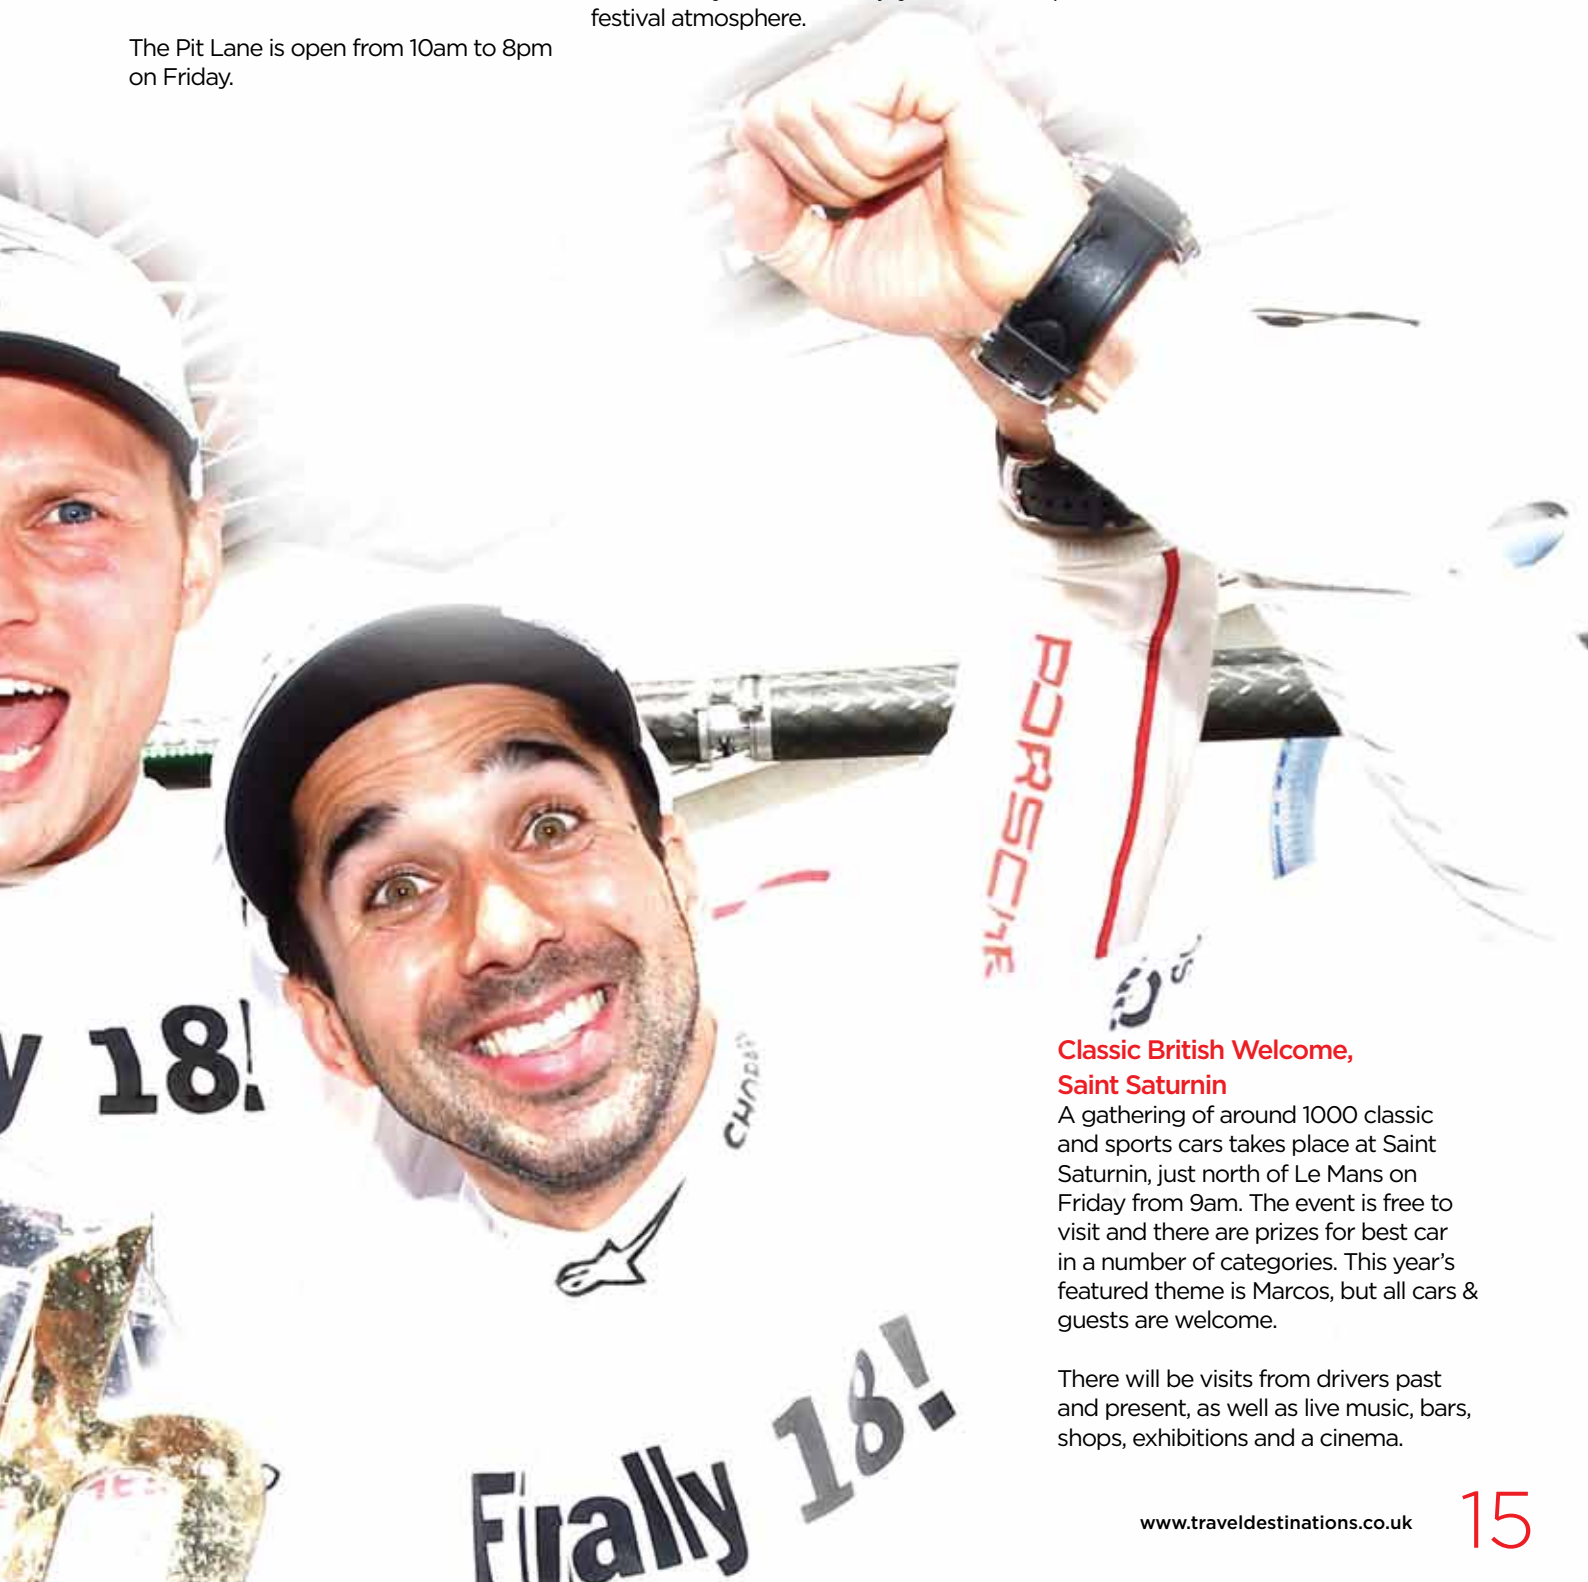 The Pit Lane is open from 10am to 8pm
on Friday.
festival atmosphere.
PORSCHE
18!
Finally 18!
Classic British Welcome,
Saint Saturnin
A gathering of around 1000 classic
and sports cars takes place at Saint
Saturnin, just north of Le Mans on
Friday from 9am. The event is free to
visit and there are prizes for best car
in a number of categories. This year’s
featured theme is Marcos, but all cars &
guests are welcome.
There will be visits from drivers past
and present, as well as live music, bars,
shops, exhibitions and a cinema.
www.traveldestinations.co.uk
15